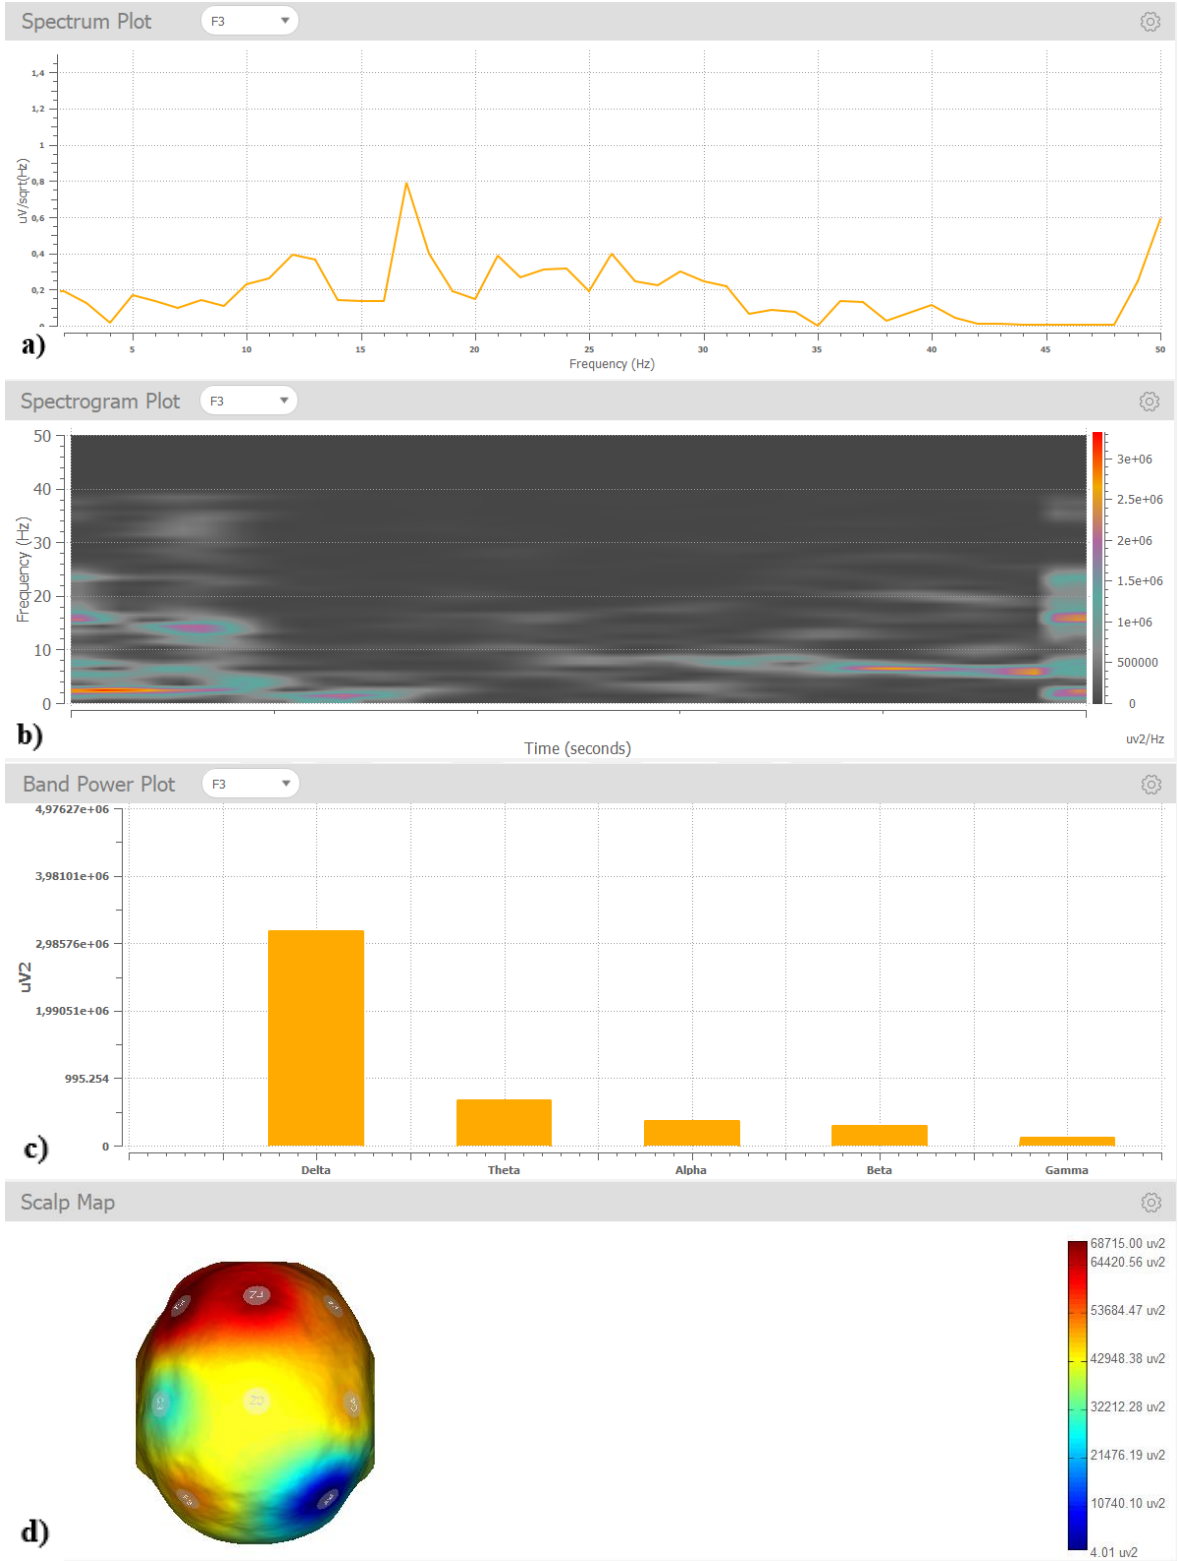 Spectrum Plot F3
1,4
1,2
1
0,8
0,6
0,4
0,2
0
uV/sqrt(Hz)
5 10 15 20 25 30 35 40 45 50
Frequency (Hz)
a)
Spectrogram Plot F3
50
40
30
20
10
0
Frequency (Hz)
3e+06
2.5e+06
2e+06
1.5e+06
1e+06
500000
0
uv2/Hz
Time (seconds)
b)
Band Power Plot F3
4,97627e+06
3,98101e+06
2,98576e+06
1,99051e+06
995.254
0
uV2
Delta Theta Alpha Beta Gamma
c)
Scalp Map
68715.00 uv2
64420.56 uv2
53684.47 uv2
42948.38 uv2
32212.28 uv2
21476.19 uv2
10740.10 uv2
4.01 uv2
d)